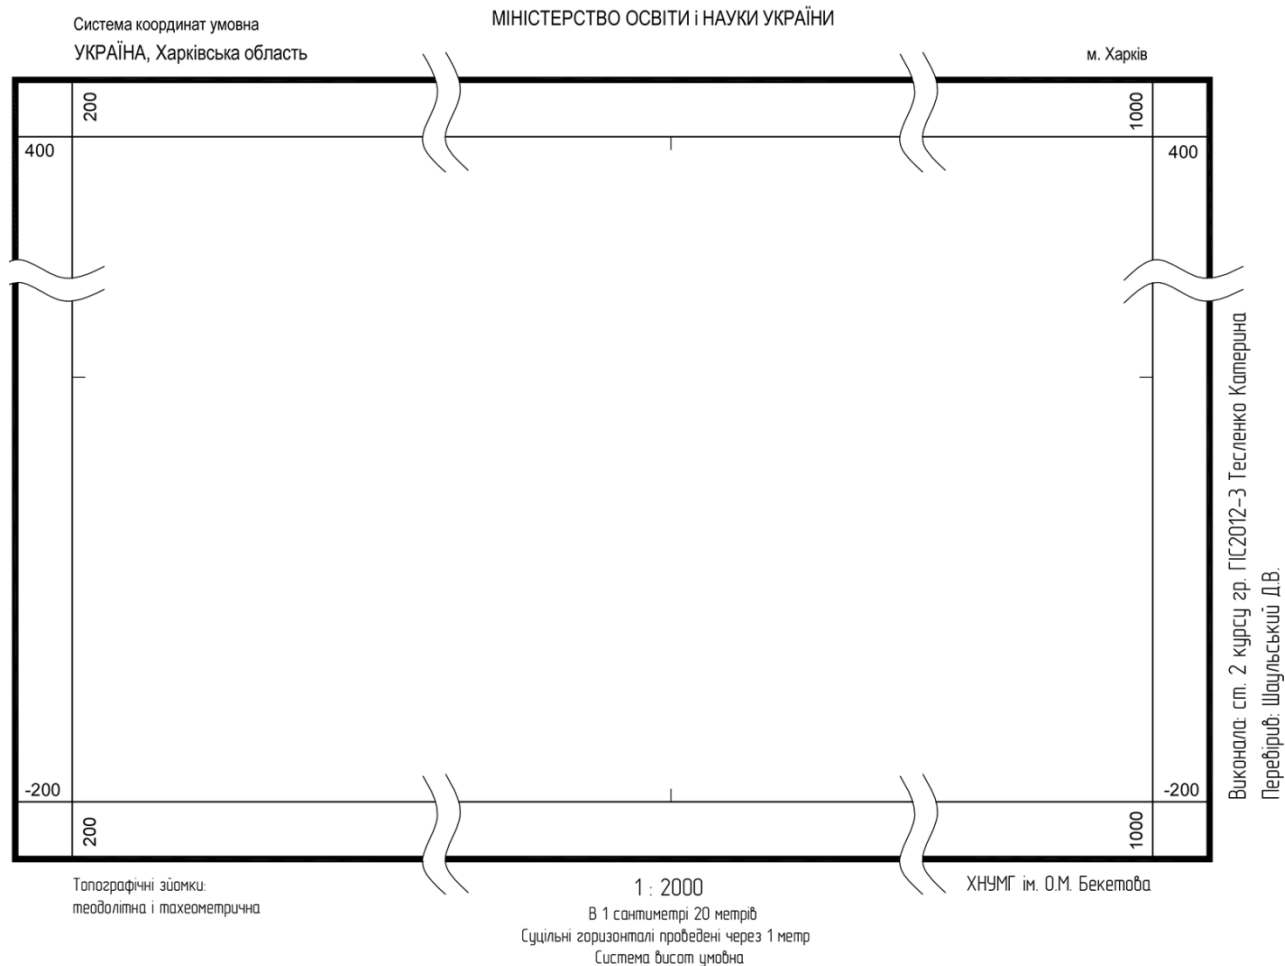 Система координат умовна
МІНІСТЕРСТВО ОСВІТИ і НАУКИ УКРАЇНИ
УКРАЇНА, Харківська область
м. Харків
200
1000
400
400
Виконала: ст. 2 курсу гр. ГІС2012-3 Тесленко Катерина
Перевірив: Шаульський Д.В.
-200
-200
200
1000
Топографічні зйомки:
теодолітна і тахеометрична
1 : 2000
ХНУМГ ім. О.М. Бекетова
В 1 сантиметрі 20 метрів
Суцільні горизонталі проведені через 1 метр
Система висот умовна